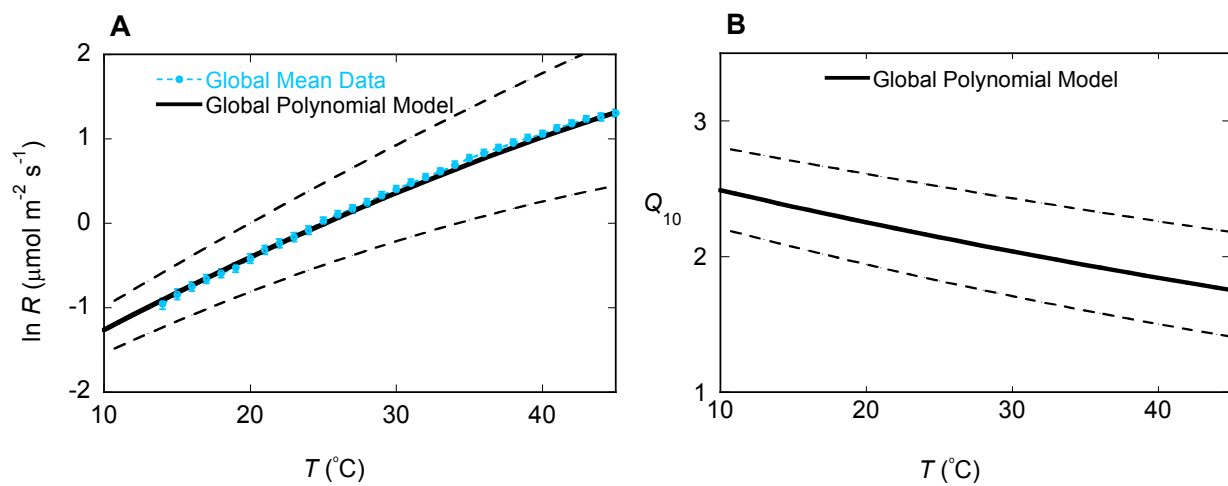 A
2
1
0
-1
-2
ln R (μmol m⁻² s⁻¹)
Global Mean Data
Global Polynomial Model
10
20
30
40
T (°C)
B
3
2
1
Q₁₀
Global Polynomial Model
10
20
30
40
T (°C)